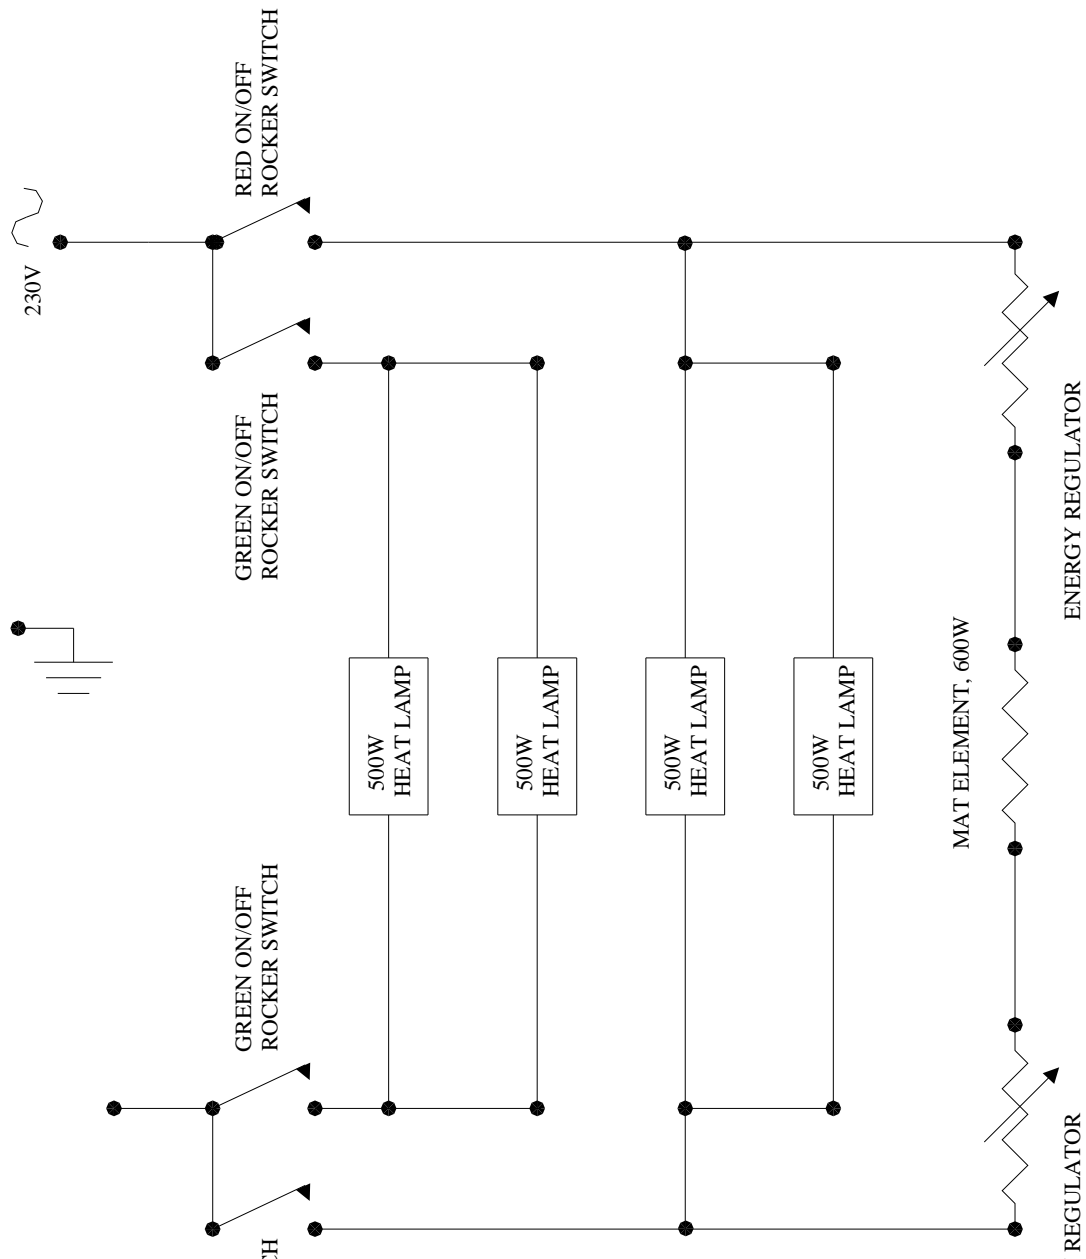 230V
CH
GREEN ON/OFF
ROCKER SWITCH
GREEN ON/OFF
ROCKER SWITCH
RED ON/OFF
ROCKER SWITCH
500W
HEAT LAMP
500W
HEAT LAMP
500W
HEAT LAMP
500W
HEAT LAMP
MAT ELEMENT, 600W
REGULATOR
ENERGY REGULATOR